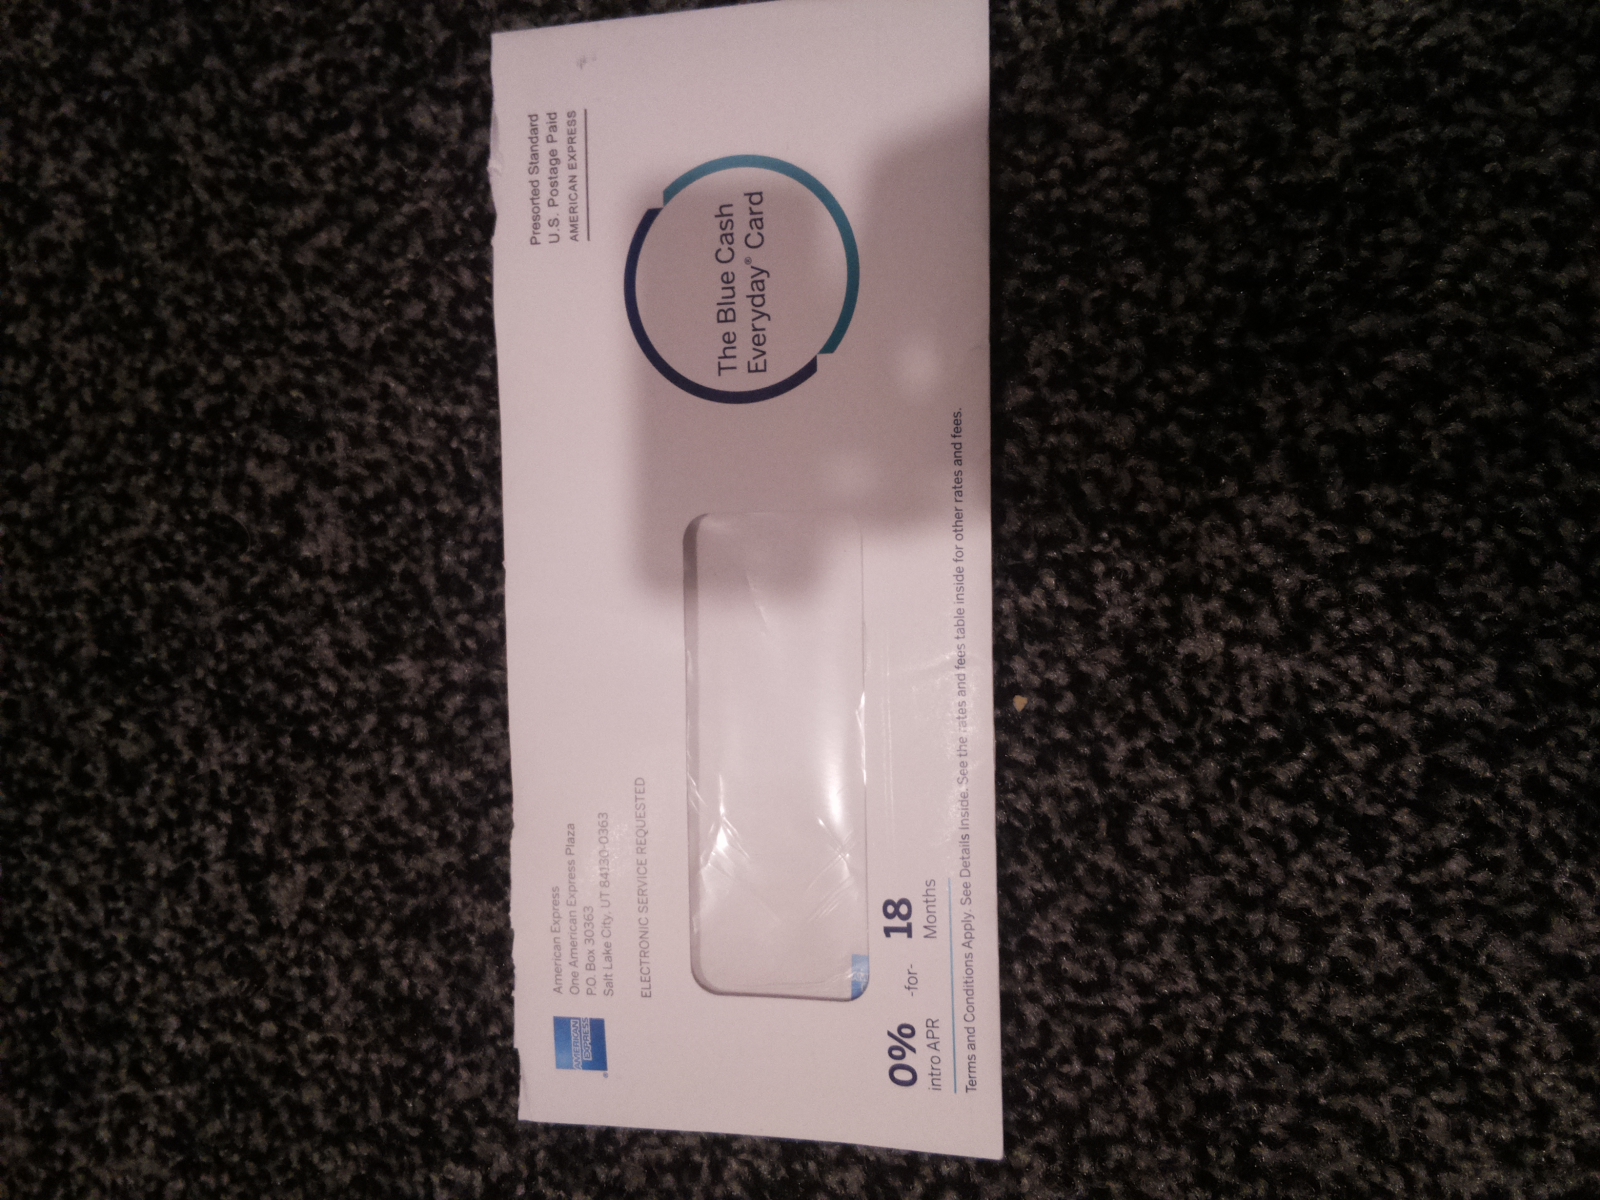 AMERICAN
EXPRESS
®
American Express
One American Express Plaza
P.O. Box 30363
Salt Lake City, UT 84130-0363
ELECTRONIC SERVICE REQUESTED
Presorted Standard
U.S. Postage Paid
AMERICAN EXPRESS
The Blue Cash
Everyday® Card
0% -for- 18
intro APR Months
Terms and Conditions Apply. See Details Inside. See the rates and fees table inside for other rates and fees.